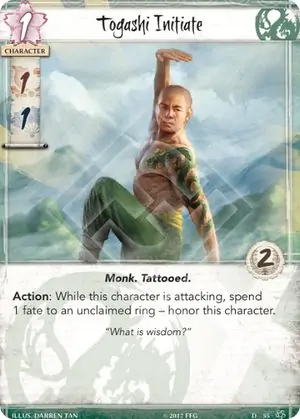 Togashi Initiate
1
CHARACTER
1
1
2
Monk. Tattooed.
Action: While this character is attacking, spend
1 fate to an unclaimed ring – honor this character.
"What is wisdom?"
ILLUS. DARREN TAN
© 2017 FFG
D 55